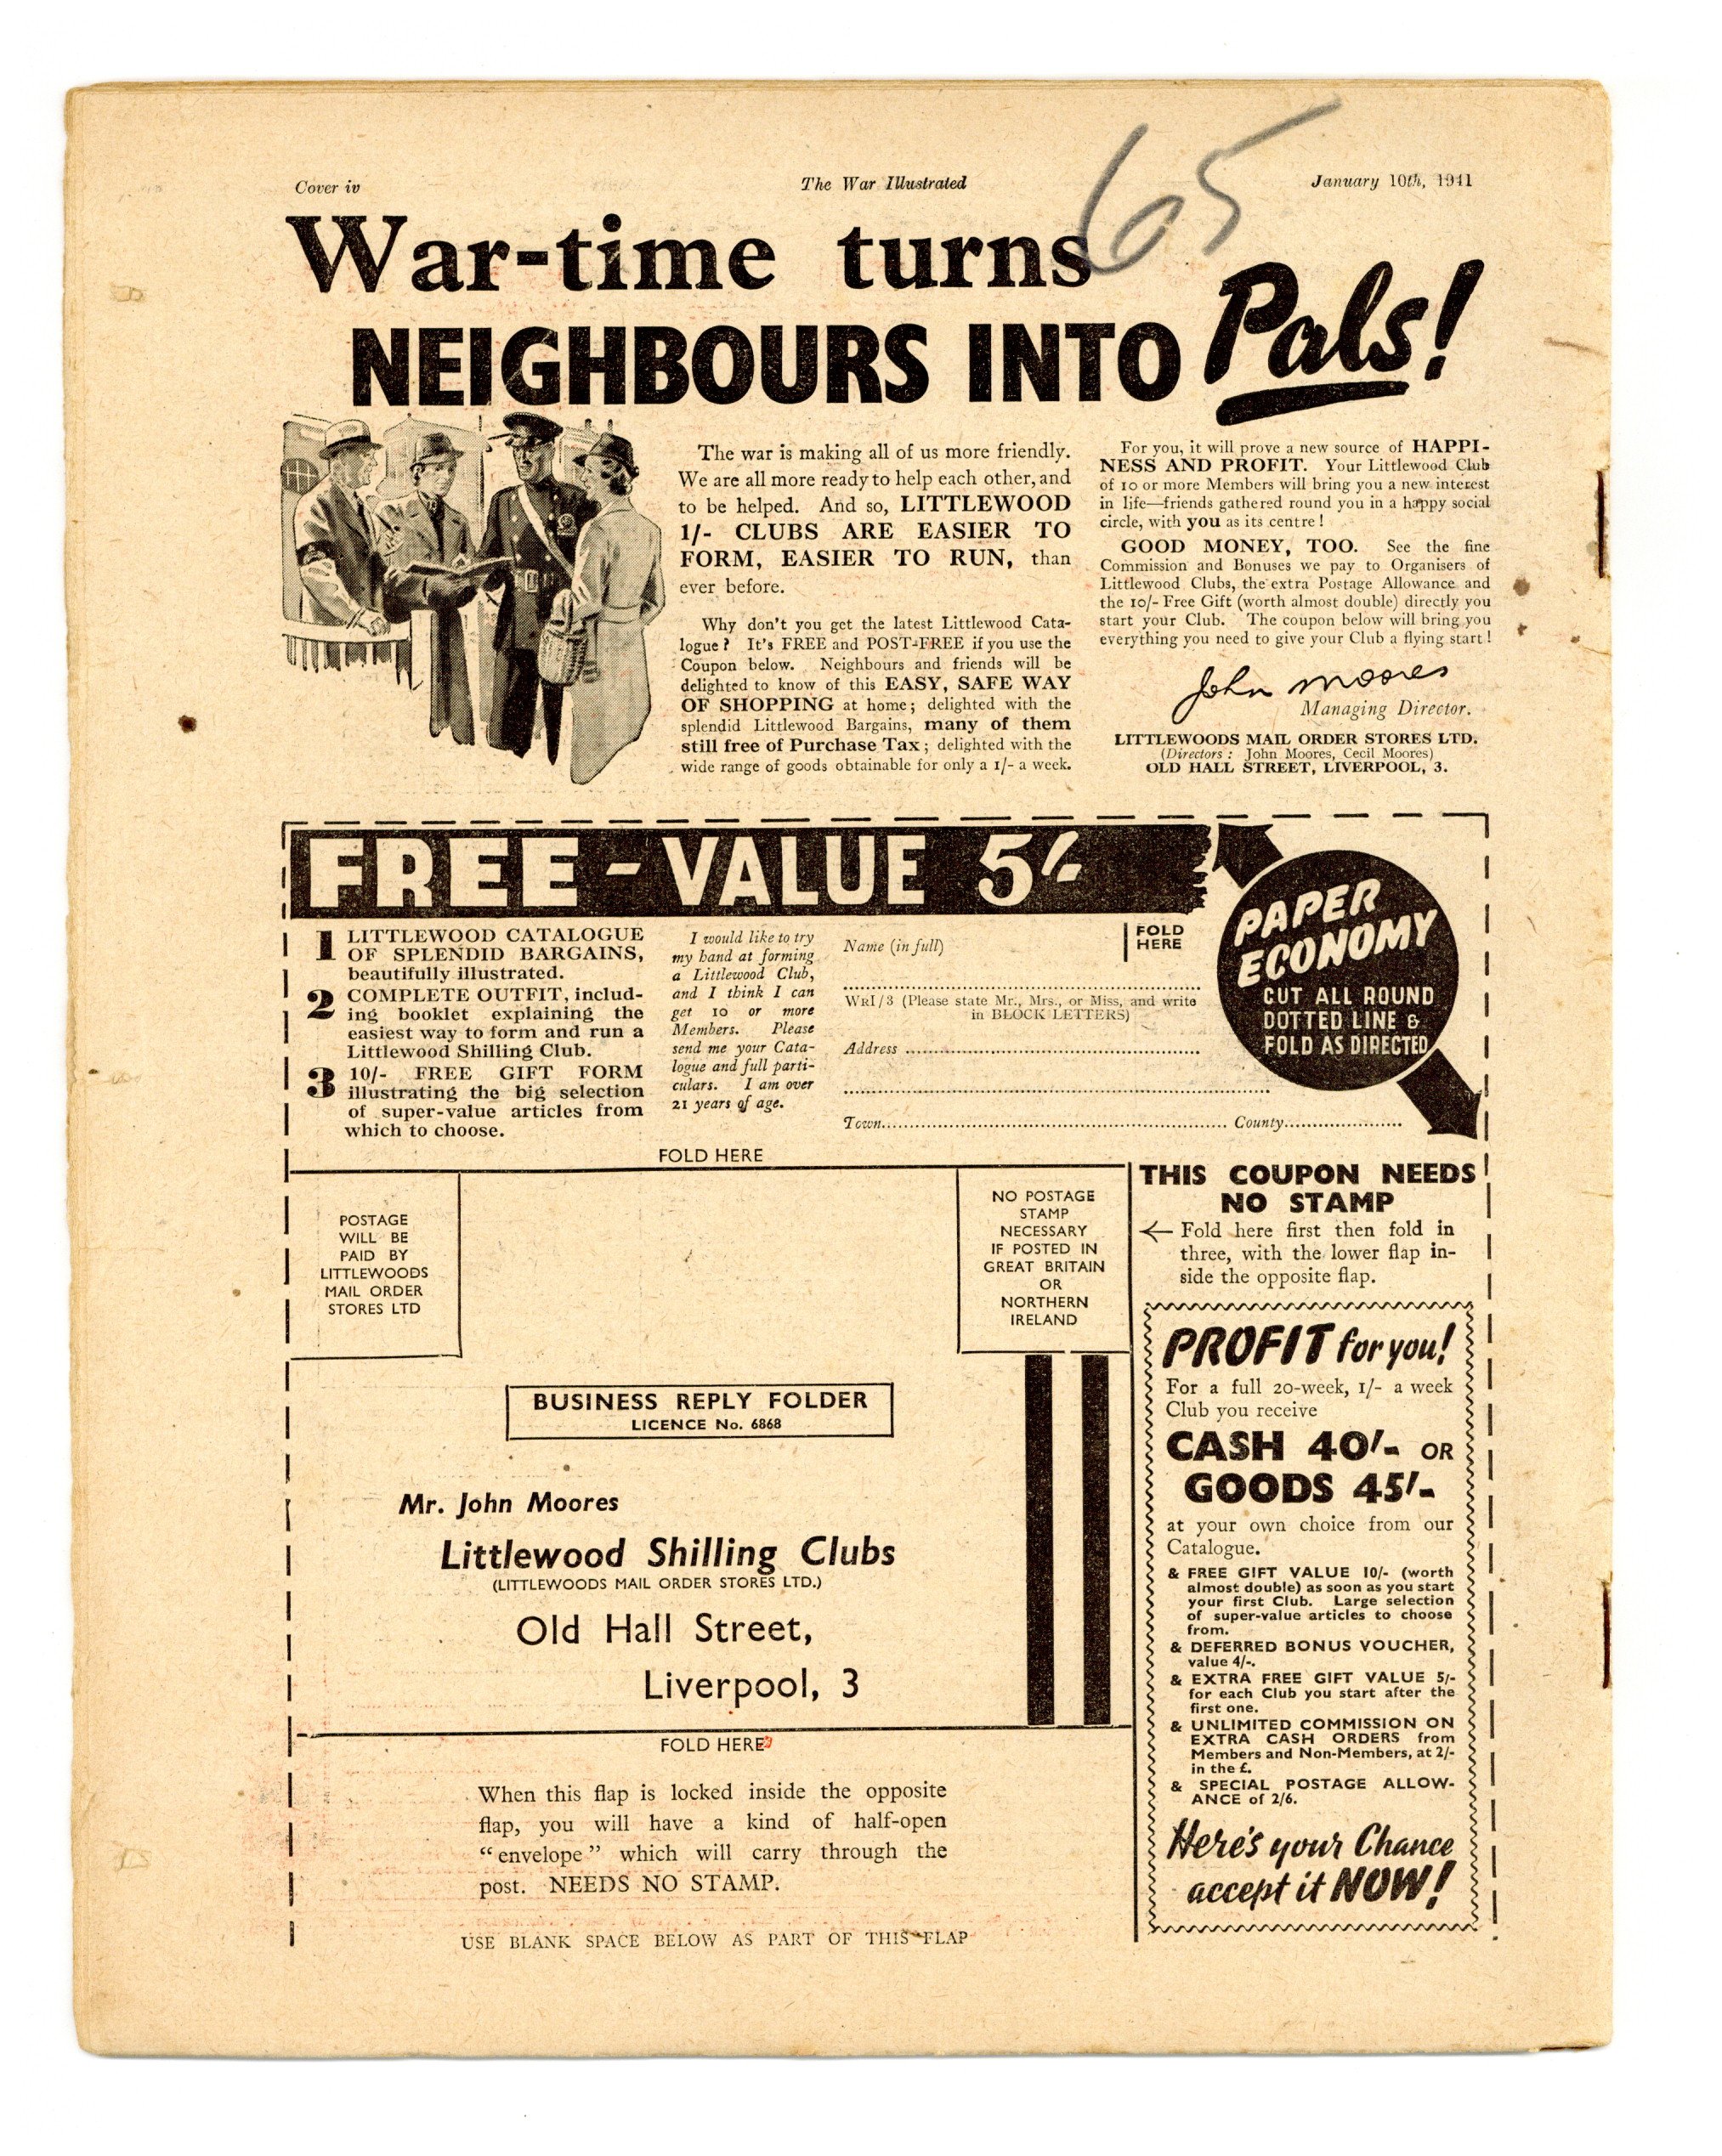 65
Cover iv
The War Illustrated
January 10th, 1941
War-time turns
NEIGHBOURS INTO Pals!
The war is making all of us more friendly.
We are all more ready to help each other, and
to be helped. And so, LITTLEWOOD
1/- CLUBS ARE EASIER TO
FORM, EASIER TO RUN, than
ever before.
Why don't you get the latest Littlewood Cata-
logue? It's FREE and POST-FREE if you use the
Coupon below. Neighbours and friends will be
delighted to know of this EASY, SAFE WAY
OF SHOPPING at home; delighted with the
splendid Littlewood Bargains, many of them
still free of Purchase Tax; delighted with the
wide range of goods obtainable for only a 1/- a week.
For you, it will prove a new source of HAPPI-
NESS AND PROFIT. Your Littlewood Club
of 10 or more Members will bring you a new interest
in life—friends gathered round you in a happy social
circle, with you as its centre!
GOOD MONEY, TOO. See the fine
Commission and Bonuses we pay to Organisers of
Littlewood Clubs, the extra Postage Allowance and
the 10/- Free Gift (worth almost double) directly you
start your Club. The coupon below will bring you
everything you need to give your Club a flying start!
John Moores
Managing Director.
LITTLEWOODS MAIL ORDER STORES LTD.
(Directors: John Moores, Cecil Moores)
OLD HALL STREET, LIVERPOOL, 3.
FREE - VALUE 5/-
1 LITTLEWOOD CATALOGUE
OF SPLENDID BARGAINS,
beautifully illustrated.
2 COMPLETE OUTFIT, includ-
ing booklet explaining the
easiest way to form and run a
Littlewood Shilling Club.
3 10/- FREE GIFT FORM
illustrating the big selection
of super-value articles from
which to choose.
I would like to try
my hand at forming
a Littlewood Club,
and I think I can
get 10 or more
Members. Please
send me your Cata-
logue and full parti-
culars. I am over
21 years of age.
Name (in full)
FOLD
HERE
WRI/3 (Please state Mr., Mrs., or Miss, and write
in BLOCK LETTERS)
Address
Town
County
PAPER
ECONOMY
CUT ALL ROUND
DOTTED LINE &
FOLD AS DIRECTED
FOLD HERE
POSTAGE
WILL BE
PAID BY
LITTLEWOODS
MAIL ORDER
STORES LTD
NO POSTAGE
STAMP
NECESSARY
IF POSTED IN
GREAT BRITAIN
OR
NORTHERN
IRELAND
BUSINESS REPLY FOLDER
LICENCE No. 6868
Mr. John Moores
Littlewood Shilling Clubs
(LITTLEWOODS MAIL ORDER STORES LTD.)
Old Hall Street,
Liverpool, 3
FOLD HERE
When this flap is locked inside the opposite
flap, you will have a kind of half-open
"envelope" which will carry through the
post. NEEDS NO STAMP.
USE BLANK SPACE BELOW AS PART OF THIS FLAP
THIS COUPON NEEDS
NO STAMP
← Fold here first then fold in
three, with the lower flap in-
side the opposite flap.
PROFIT for you!
For a full 20-week, 1/- a week
Club you receive
CASH 40/- OR
GOODS 45/-
at your own choice from our
Catalogue.
& FREE GIFT VALUE 10/- (worth
almost double) as soon as you start
your first Club. Large selection
of super-value articles to choose
from.
& DEFERRED BONUS VOUCHER,
value 4/-.
& EXTRA FREE GIFT VALUE 5/-
for each Club you start after the
first one.
& UNLIMITED COMMISSION ON
EXTRA CASH ORDERS from
Members and Non-Members, at 2/-
in the £.
& SPECIAL POSTAGE ALLOW-
ANCE of 2/6.
Here's your Chance
accept it NOW!